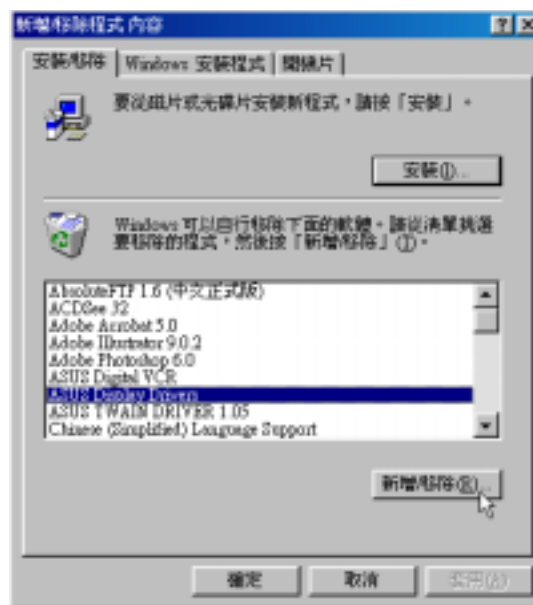 新增/移除程式 內容
安裝/移除 Windows 安裝程式 開機片
要從磁片或光碟片安裝新程式，請按「安裝」。
安裝(I)...
Windows 可以自行移除下面的軟體。請從清單挑選
要移除的程式，然後按「新增/移除」(T)。
AbsoluteFTP 1.6 (中文正式版)
ACDSee 32
Adobe Acrobat 5.0
Adobe Illustrator 9.0.2
Adobe Photoshop 6.0
ASUS Digital VCR
ASUS Display Drivers
ASUS TWAIN DRIVER 1.05
Chinese (Simplified) Language Support
新增/移除(R)...
確定 取消 套用(A)